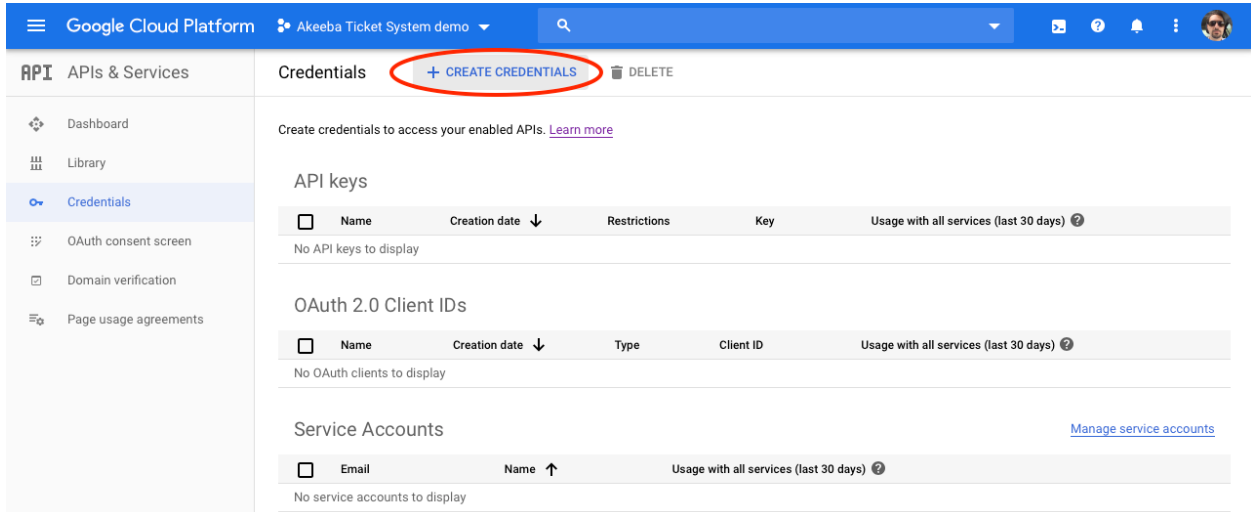 Google Cloud Platform Akeeba Ticket System demo
API APIs & Services Credentials + CREATE CREDENTIALS DELETE
Dashboard
Library
Credentials
OAuth consent screen
Domain verification
Page usage agreements
Create credentials to access your enabled APIs. Learn more
API keys
Name Creation date Restrictions Key Usage with all services (last 30 days)
No API keys to display
OAuth 2.0 Client IDs
Name Creation date Type Client ID Usage with all services (last 30 days)
No OAuth clients to display
Service Accounts Manage service accounts
Email Name Usage with all services (last 30 days)
No service accounts to display